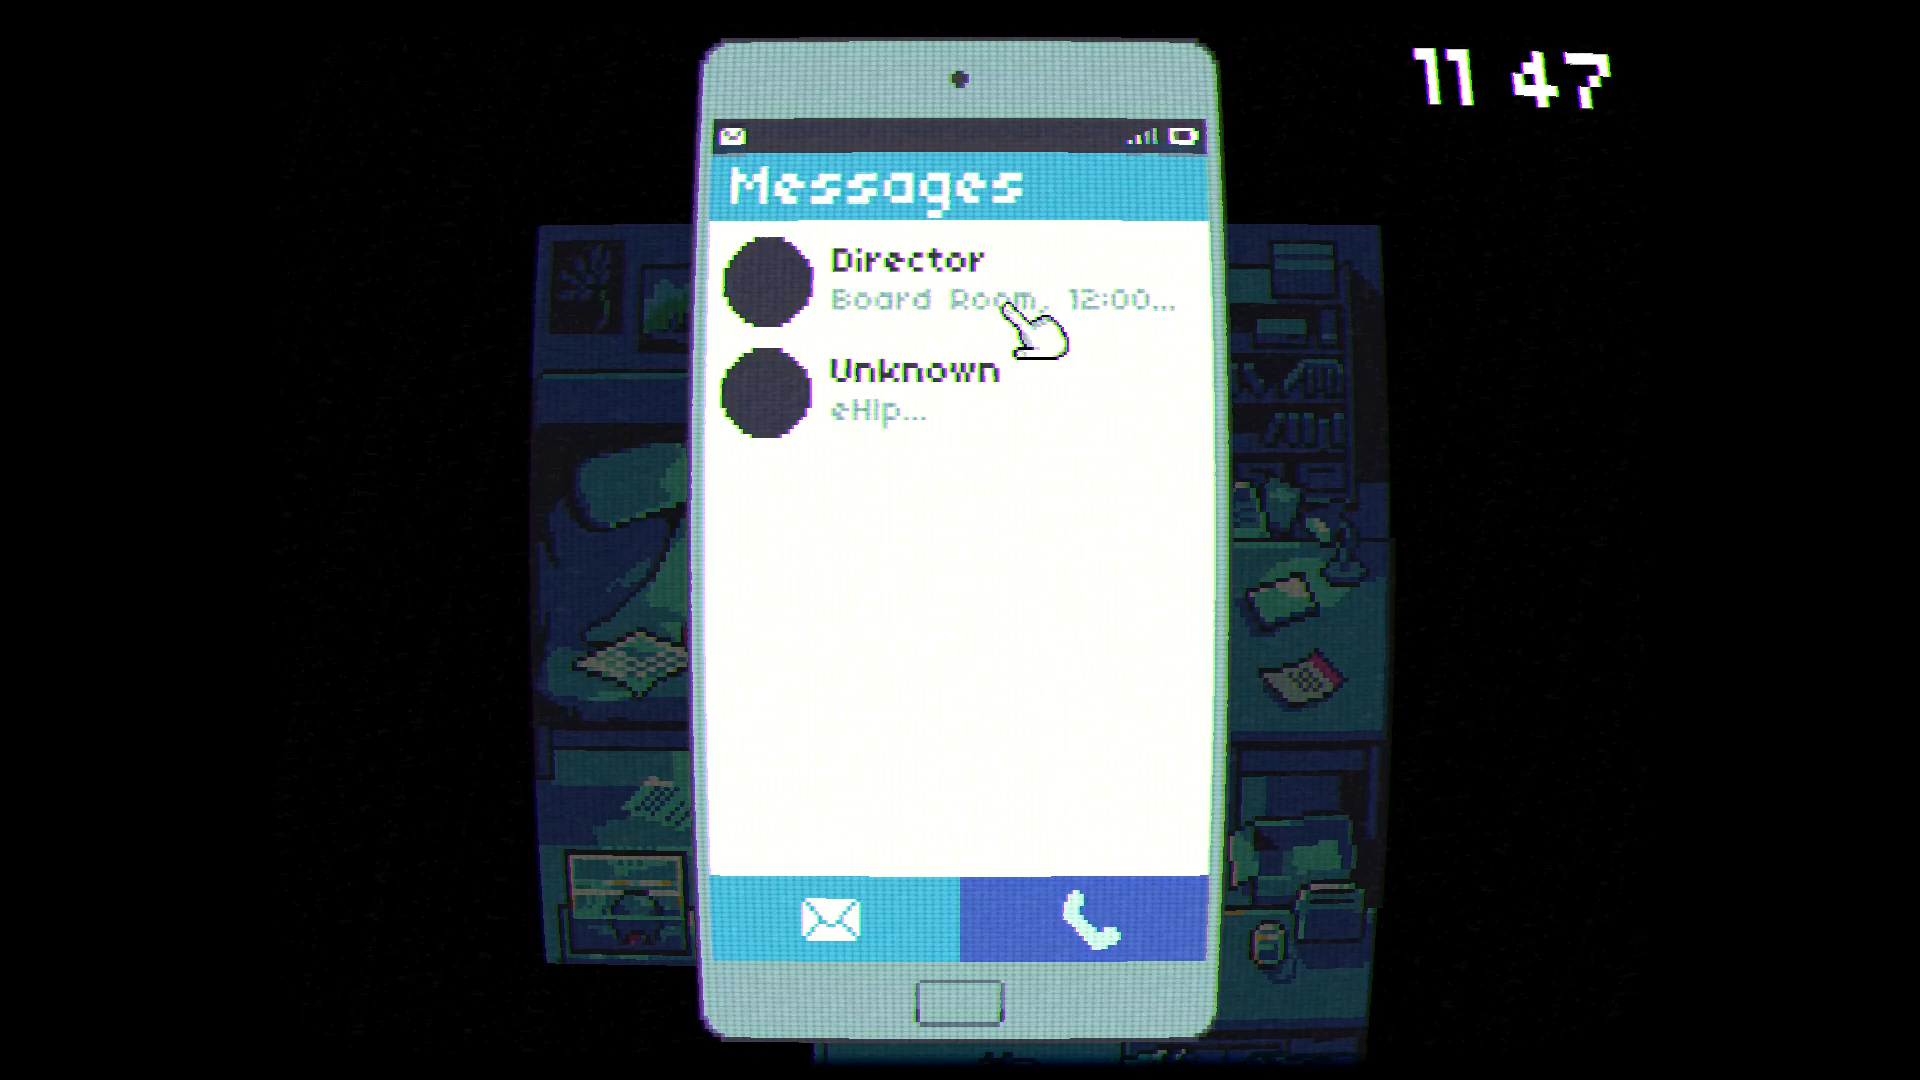 11 47
Messages
Director
Board Room, 12:00...
Unknown
eHlp...